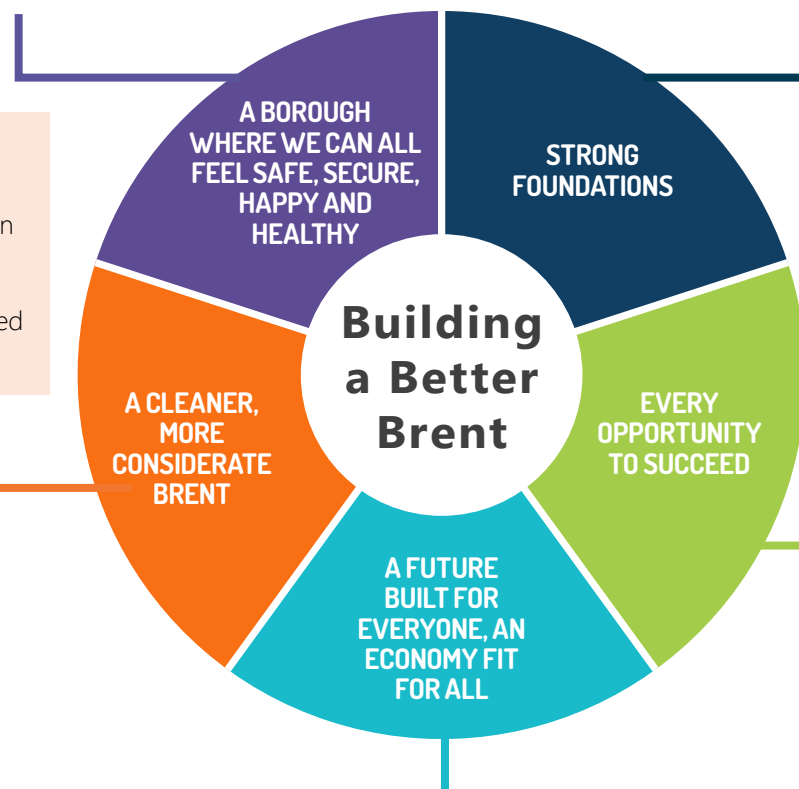 A BOROUGH
WHERE WE CAN ALL
FEEL SAFE, SECURE,
HAPPY AND
HEALTHY
STRONG
FOUNDATIONS
n
ed
Building
a Better
Brent
A CLEANER,
MORE
CONSIDERATE
BRENT
EVERY
OPPORTUNITY
TO SUCCEED
A FUTURE
BUILT FOR
EVERYONE, AN
ECONOMY FIT
FOR ALL